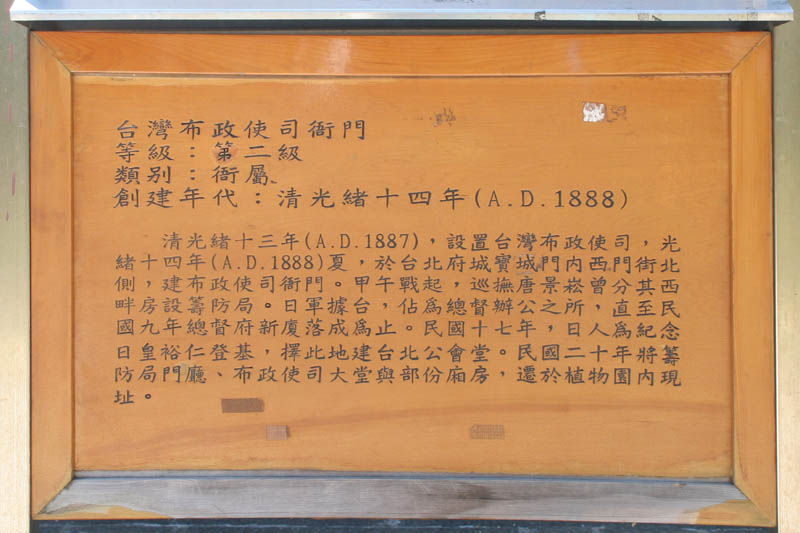 台灣布政使司衙門
等級：第二級
類別：衙屬
創建年代：清光緒十四年(A.D.1888)
清光緒十三年(A.D.1887)，設置台灣布政使司，光
緒十四年(A.D.1888)夏，於台北府城寶城門內西門街北
側，建布政使司衙門。甲午戰起，巡撫唐景崧曾分其西
畔房設籌防局。日軍據台，佔為總督辦公之所，直至民
國九年總督府新廈落成為止。民國十七年，日人為紀念
日皇裕仁登基，擇此地建台北公會堂。民國二十年將籌
防局門廳、布政使司大堂與部份廂房，遷於植物園內現
址。